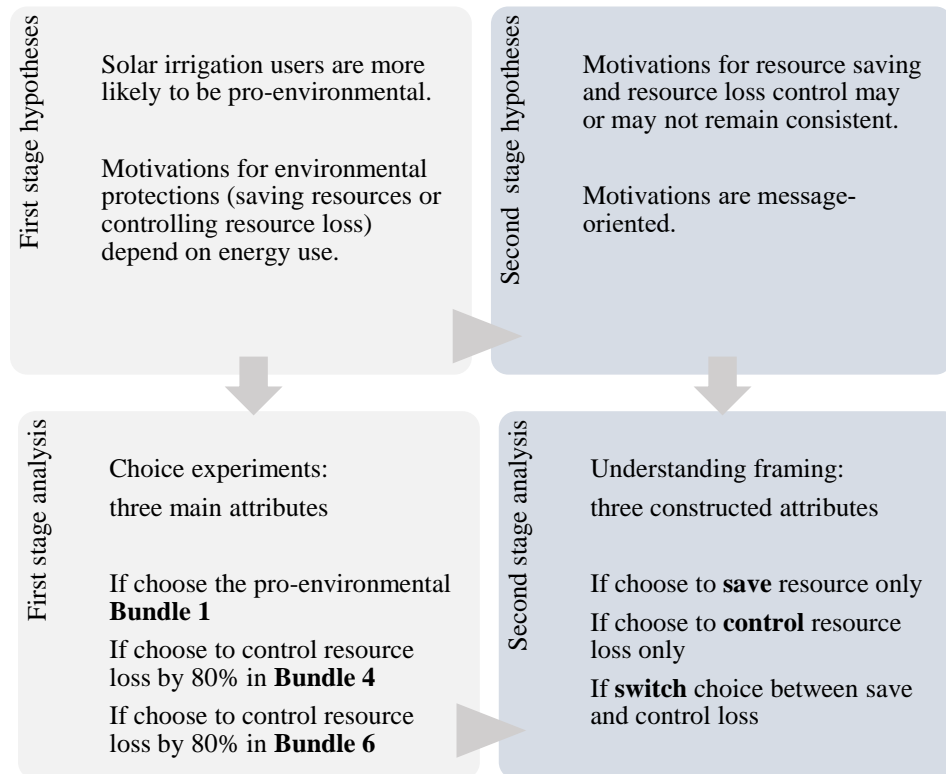 First stage hypotheses
Solar irrigation users are more
likely to be pro-environmental.
Motivations for environmental
protections (saving resources or
controlling resource loss)
depend on energy use.
Second stage hypotheses
Motivations for resource saving
and resource loss control may
or may not remain consistent.
Motivations are message-
oriented.
First stage analysis
Choice experiments:
three main attributes
If choose the pro-environmental
Bundle 1
If choose to control resource
loss by 80% in Bundle 4
If choose to control resource
loss by 80% in Bundle 6
Second stage analysis
Understanding framing:
three constructed attributes
If choose to save resource only
If choose to control resource
loss only
If switch choice between save
and control loss